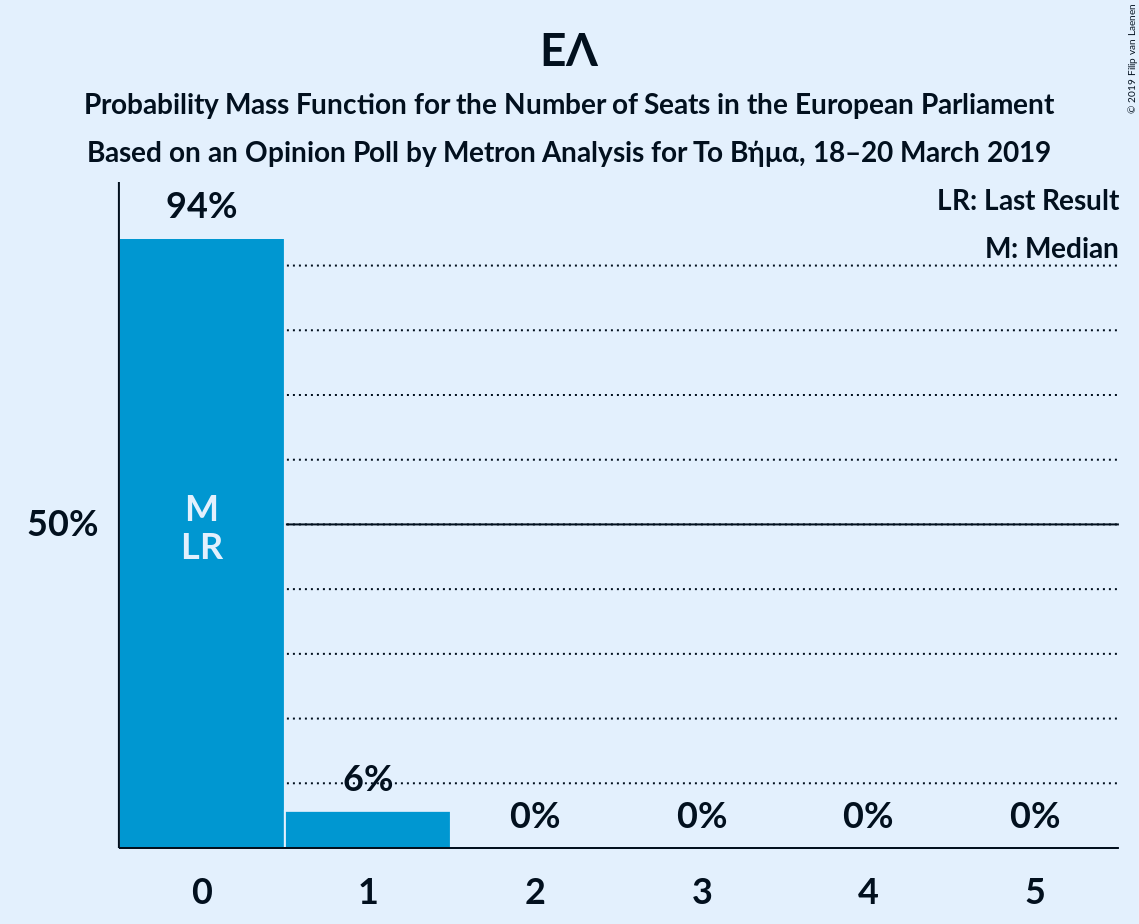 ΕΛ
Probability Mass Function for the Number of Seats in the European Parliament
Based on an Opinion Poll by Metron Analysis for Το Βήμα, 18–20 March 2019
© 2019 Filip van Laenen
LR: Last Result
M: Median
94%
M
LR
50%
6%
0%
0%
0%
0%
0 1 2 3 4 5